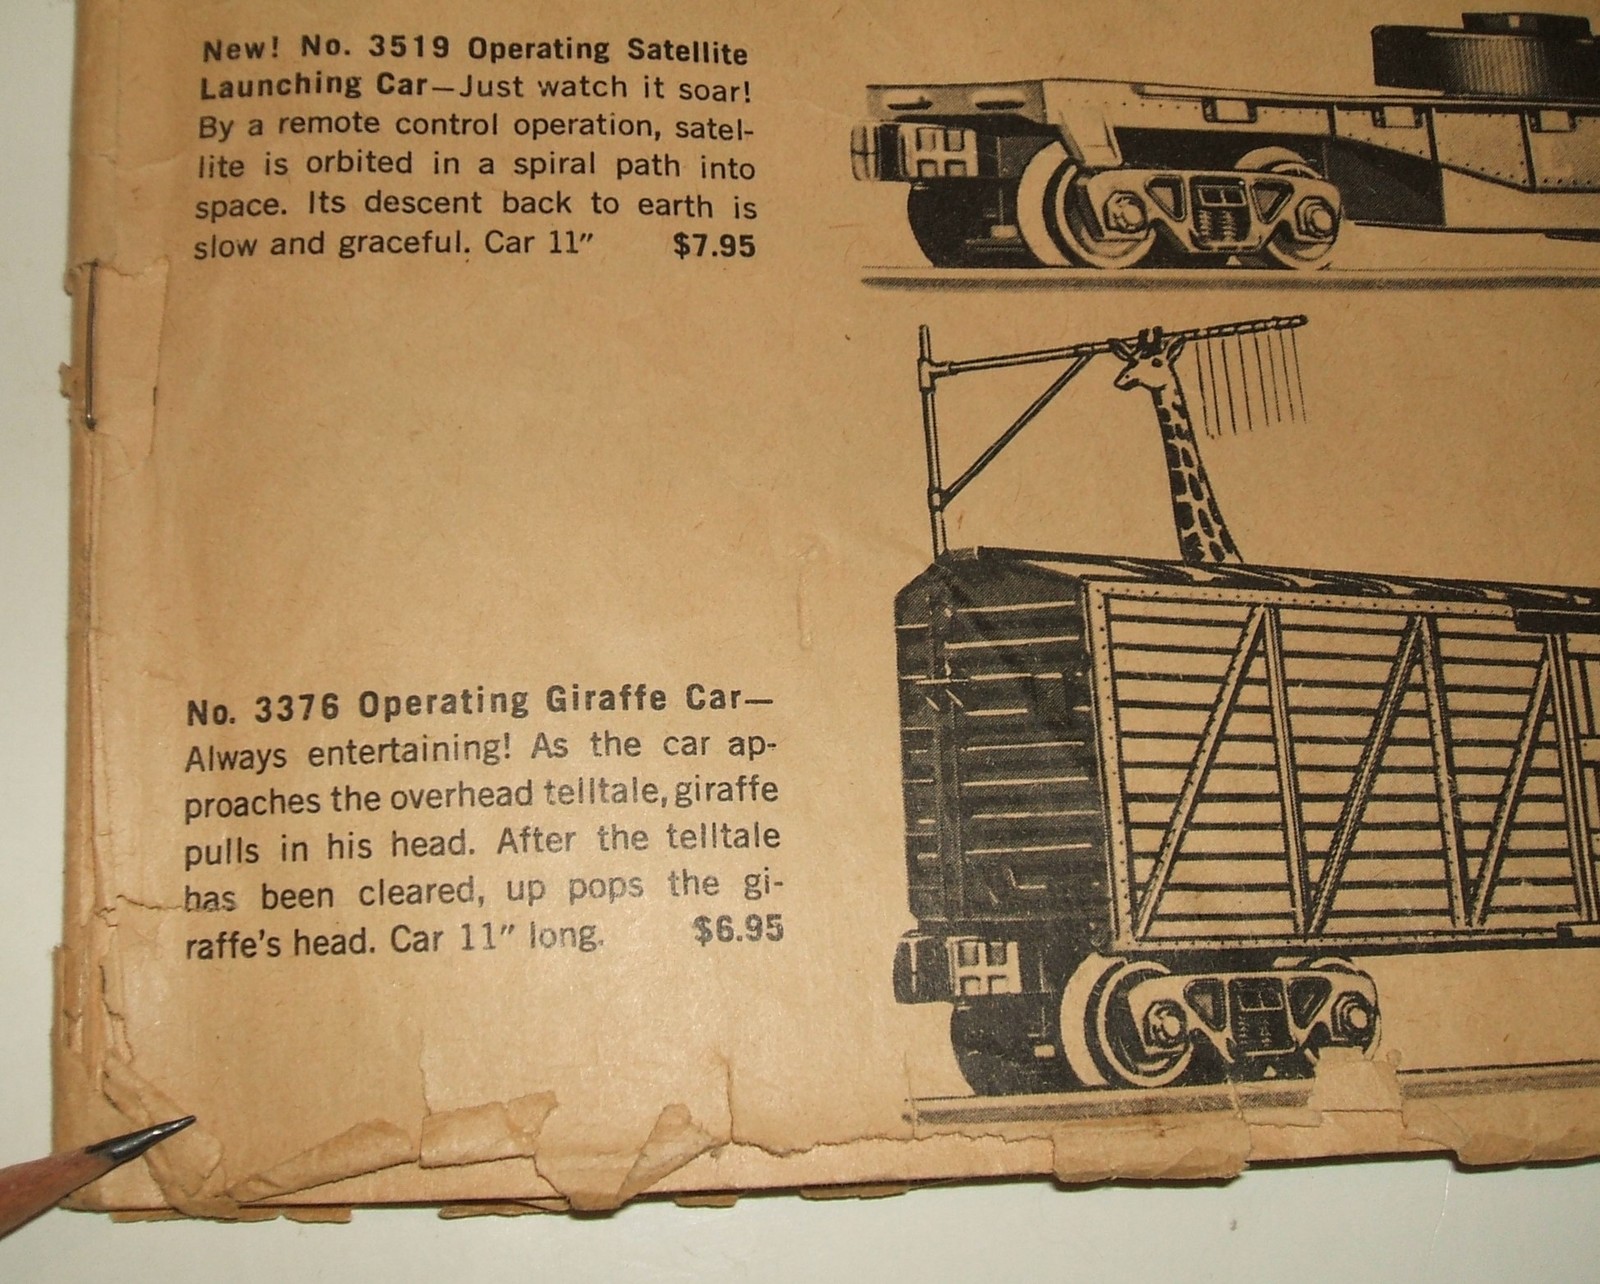 New! No. 3519 Operating Satellite
Launching Car—Just watch it soar!
By a remote control operation, satel-
lite is orbited in a spiral path into
space. Its descent back to earth is
slow and graceful. Car 11″ $7.95
No. 3376 Operating Giraffe Car—
Always entertaining! As the car ap-
proaches the overhead telltale, giraffe
pulls in his head. After the telltale
has been cleared, up pops the gi-
raffe's head. Car 11″ long. $6.95